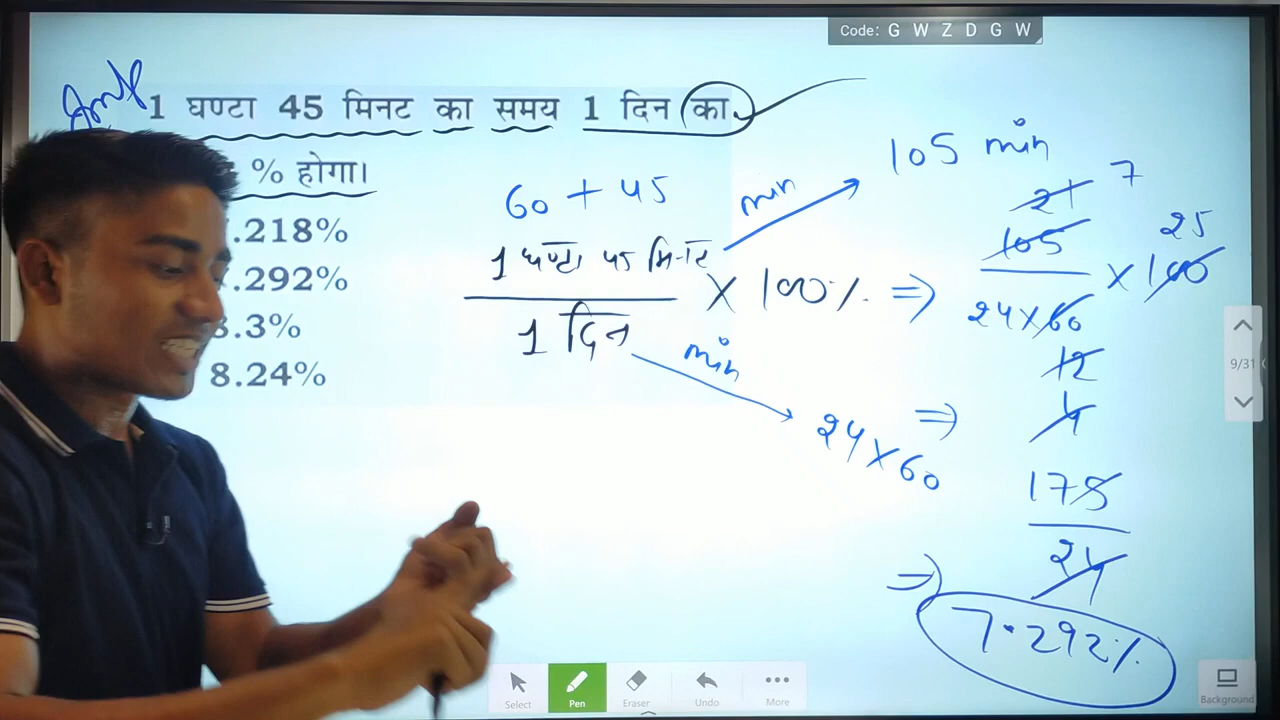 Code: G W Z D G W
1 घण्टा 45 मिनट का समय 1 दिन का
% होगा।
.218%
.292%
3.3%
8.24%
60 + 45
1 घण्टा 45 मिनट
1 दिन
× 100% ⇒
min
105 min
min
24×60
7
21
105
25
× 100
24×60
12
4
⇒
175
24
⇒ 7.292%
9/31
Select
Pen
Eraser
Undo
More
Background